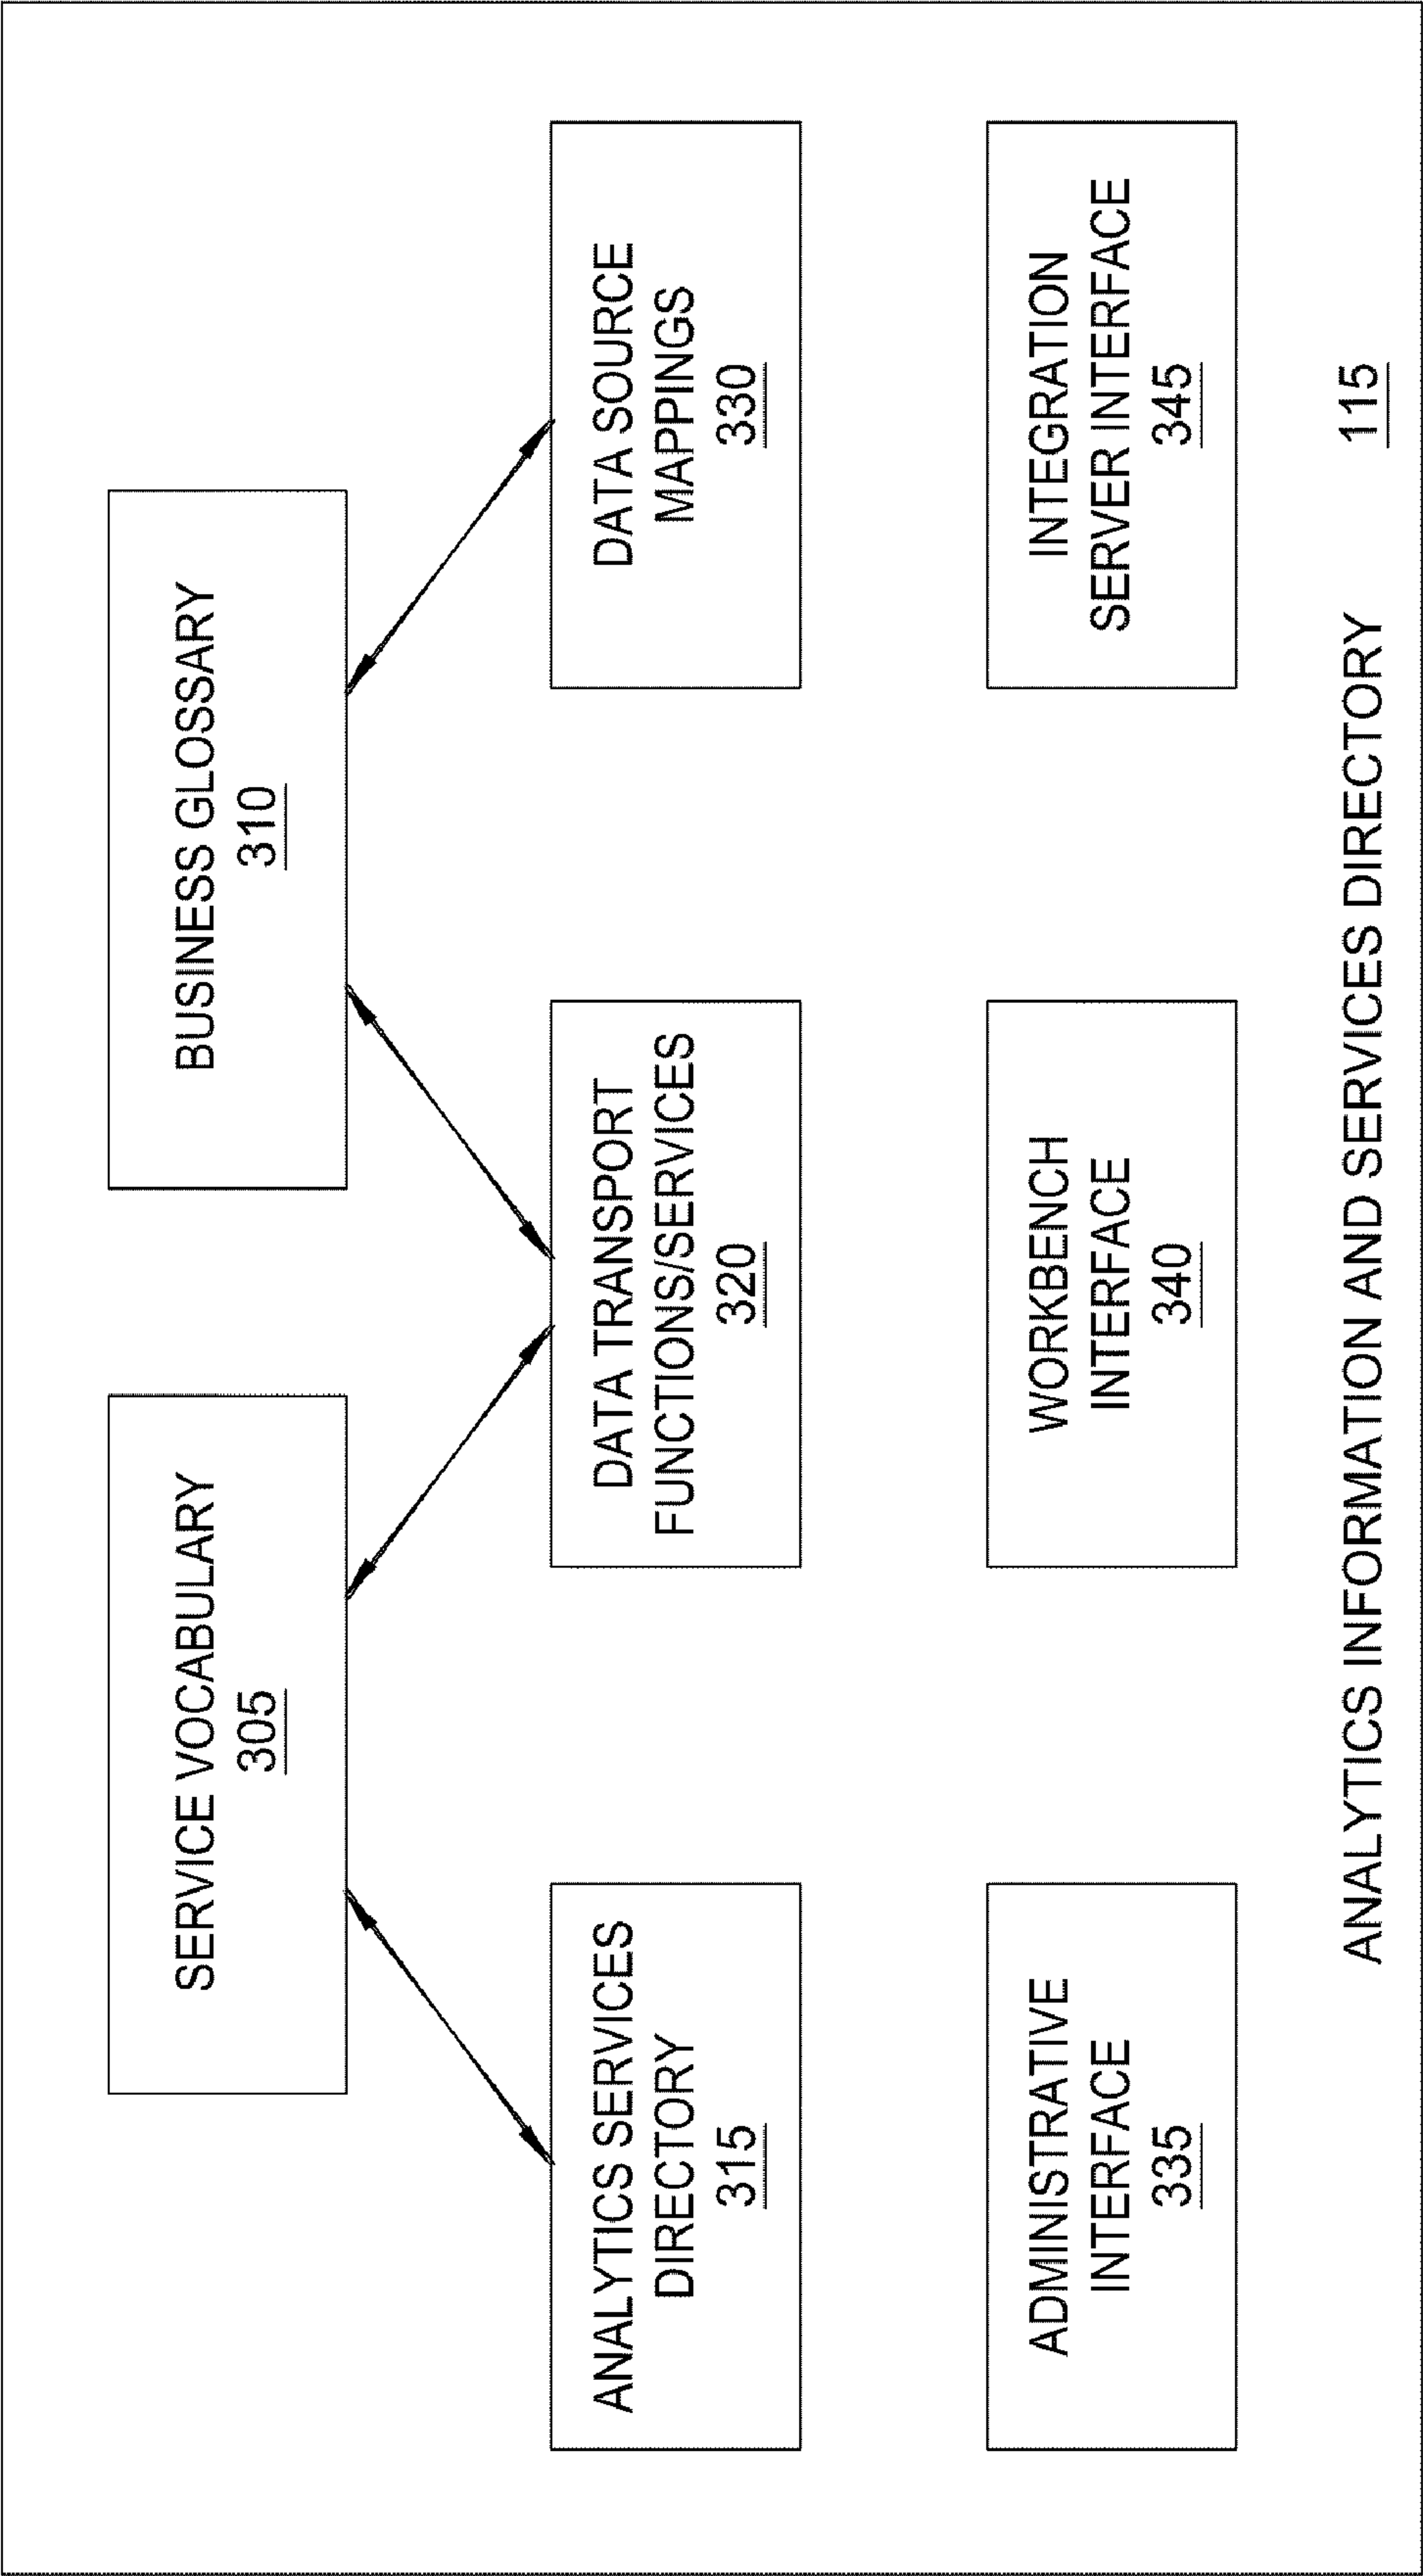 SERVICE VOCABULARY
305
BUSINESS GLOSSARY
310
ANALYTICS SERVICES
DIRECTORY
315
DATA TRANSPORT
FUNCTIONS/SERVICES
320
DATA SOURCE
MAPPINGS
330
ADMINISTRATIVE
INTERFACE
335
WORKBENCH
INTERFACE
340
INTEGRATION
SERVER INTERFACE
345
ANALYTICS INFORMATION AND SERVICES DIRECTORY 115